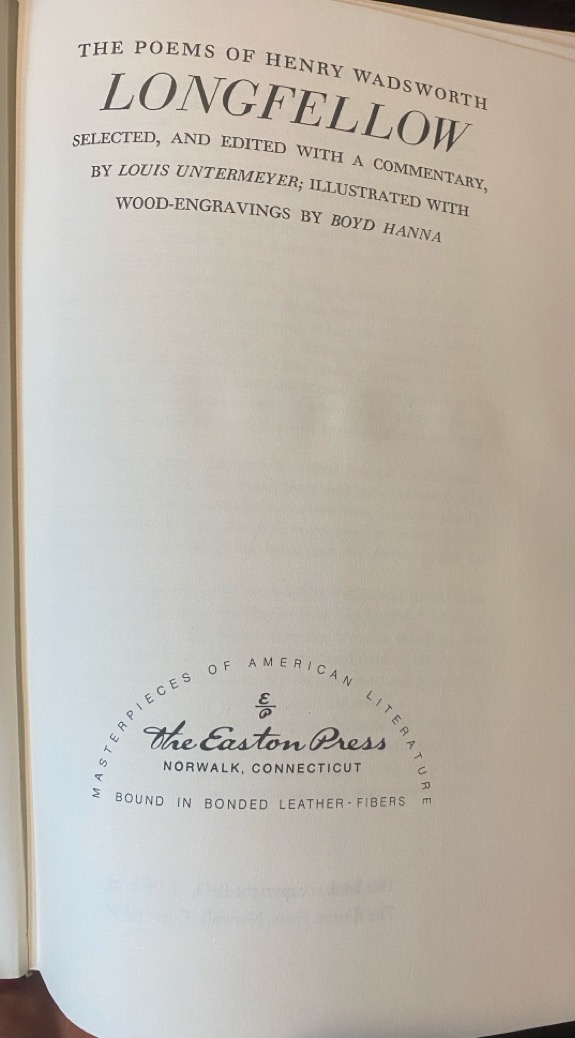 THE POEMS OF HENRY WADSWORTH
LONGFELLOW
SELECTED, AND EDITED WITH A COMMENTARY,
BY LOUIS UNTERMEYER; ILLUSTRATED WITH
WOOD-ENGRAVINGS BY BOYD HANNA
MASTERPIECES OF AMERICAN LITERATURE
E
P
The Easton Press
NORWALK, CONNECTICUT
BOUND IN BONDED LEATHER-FIBERS